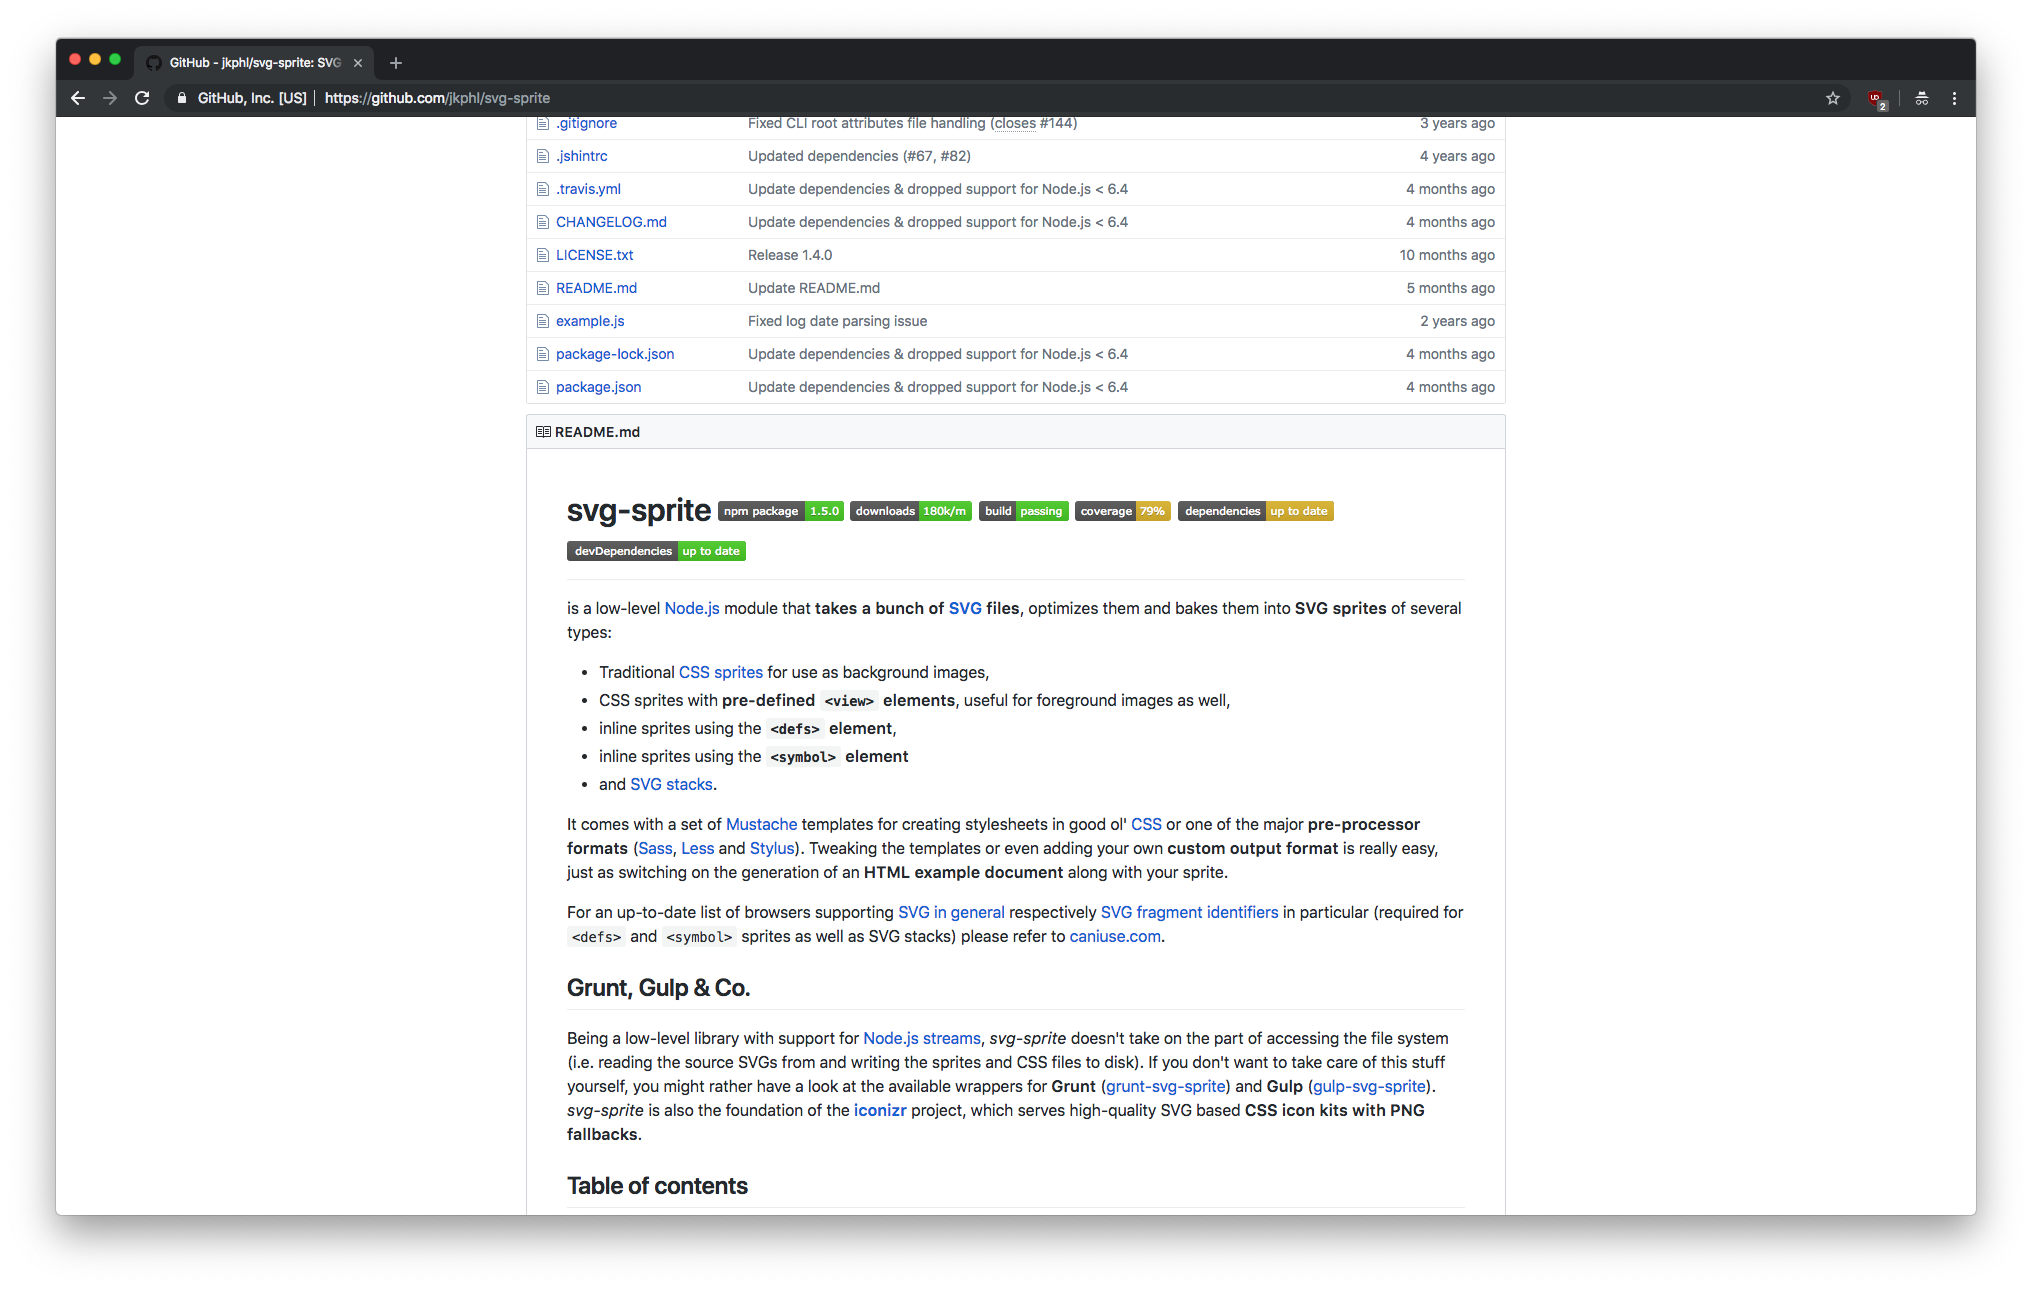 GitHub - jkphl/svg-sprite: SVG
GitHub, Inc. [US] | https://github.com/jkphl/svg-sprite
2
.gitignore Fixed CLI root attributes file handling (closes #144) 3 years ago
.jshintrc Updated dependencies (#67, #82) 4 years ago
.travis.yml Update dependencies & dropped support for Node.js < 6.4 4 months ago
CHANGELOG.md Update dependencies & dropped support for Node.js < 6.4 4 months ago
LICENSE.txt Release 1.4.0 10 months ago
README.md Update README.md 5 months ago
example.js Fixed log date parsing issue 2 years ago
package-lock.json Update dependencies & dropped support for Node.js < 6.4 4 months ago
package.json Update dependencies & dropped support for Node.js < 6.4 4 months ago
README.md
svg-sprite npm package 1.5.0 downloads 180k/m build passing coverage 79% dependencies up to date
devDependencies up to date
is a low-level Node.js module that takes a bunch of SVG files, optimizes them and bakes them into SVG sprites of several
types:
• Traditional CSS sprites for use as background images,
• CSS sprites with pre-defined <view> elements, useful for foreground images as well,
• inline sprites using the <defs> element,
• inline sprites using the <symbol> element
• and SVG stacks.
It comes with a set of Mustache templates for creating stylesheets in good ol' CSS or one of the major pre-processor
formats (Sass, Less and Stylus). Tweaking the templates or even adding your own custom output format is really easy,
just as switching on the generation of an HTML example document along with your sprite.
For an up-to-date list of browsers supporting SVG in general respectively SVG fragment identifiers in particular (required for
<defs> and <symbol> sprites as well as SVG stacks) please refer to caniuse.com.
Grunt, Gulp & Co.
Being a low-level library with support for Node.js streams, svg-sprite doesn't take on the part of accessing the file system
(i.e. reading the source SVGs from and writing the sprites and CSS files to disk). If you don't want to take care of this stuff
yourself, you might rather have a look at the available wrappers for Grunt (grunt-svg-sprite) and Gulp (gulp-svg-sprite).
svg-sprite is also the foundation of the iconizr project, which serves high-quality SVG based CSS icon kits with PNG
fallbacks.
Table of contents